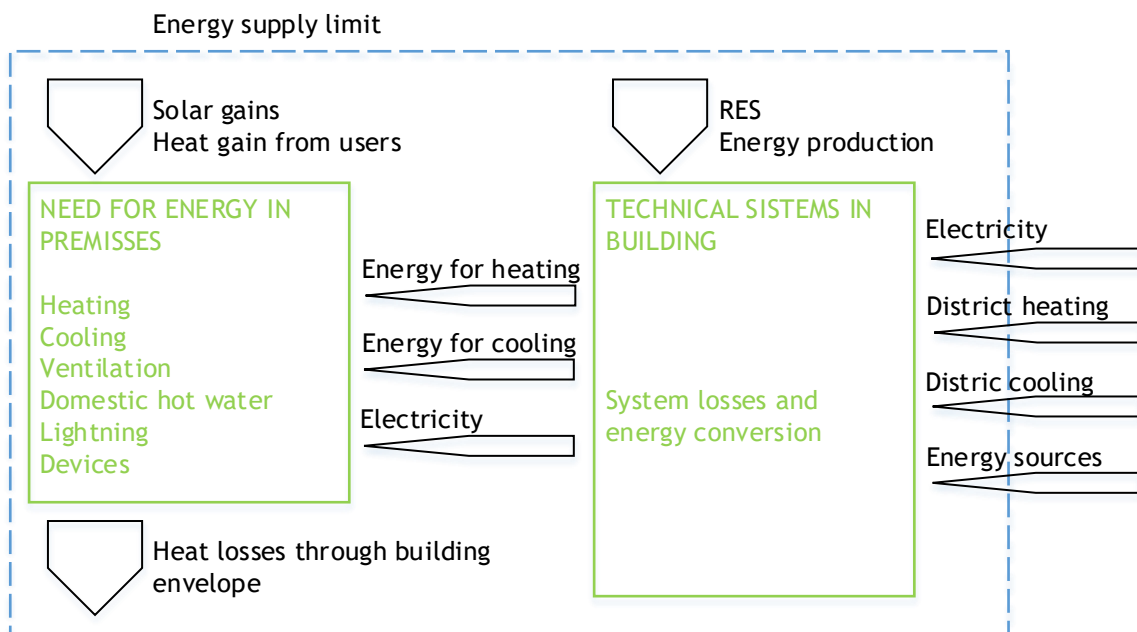 Energy supply limit
Solar gains
Heat gain from users
RES
Energy production
NEED FOR ENERGY IN
PREMISSES
Heating
Cooling
Ventilation
Domestic hot water
Lightning
Devices
Energy for heating
Energy for cooling
Electricity
TECHNICAL SISTEMS IN
BUILDING
System losses and
energy conversion
Electricity
District heating
Distric cooling
Energy sources
Heat losses through building
envelope